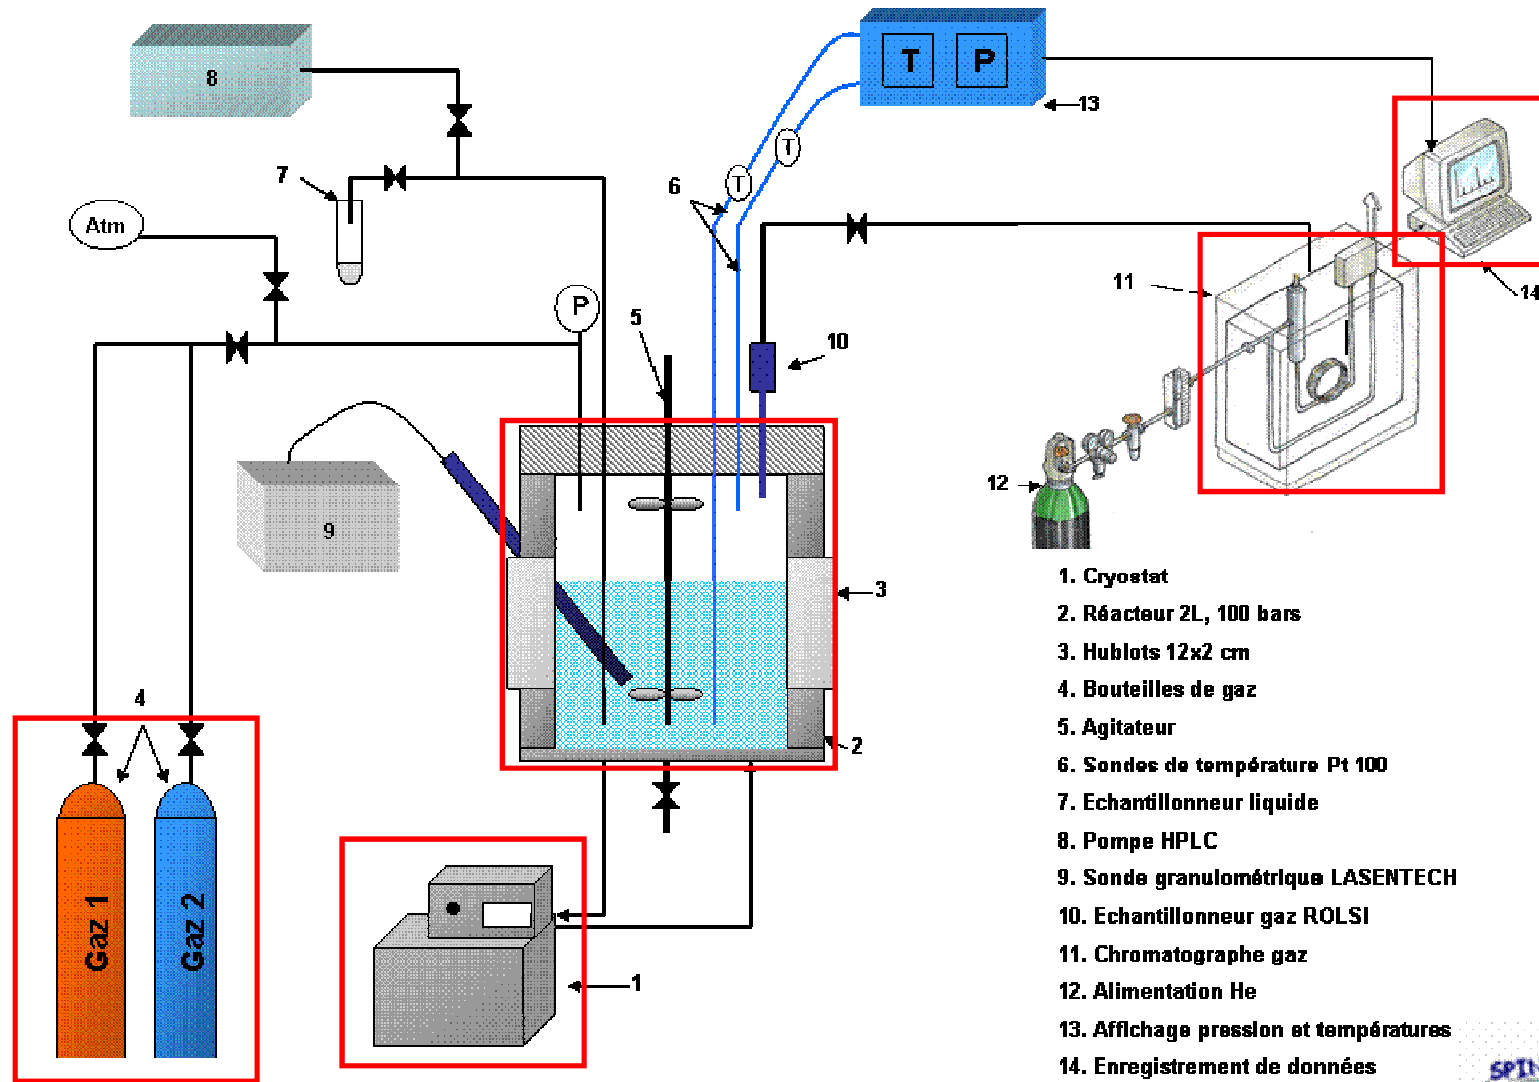 8
T P
13
7
6
T
T
Atm
11
14
P
5
10
12
9
3
4
2
Gaz 1
Gaz 2
1
1. Cryostat
2. Réacteur 2L, 100 bars
3. Hublots 12x2 cm
4. Bouteilles de gaz
5. Agitateur
6. Sondes de température Pt 100
7. Echantillonneur liquide
8. Pompe HPLC
9. Sonde granulométrique LASENTECH
10. Echantillonneur gaz ROLSI
11. Chromatographe gaz
12. Alimentation He
13. Affichage pression et températures
14. Enregistrement de données